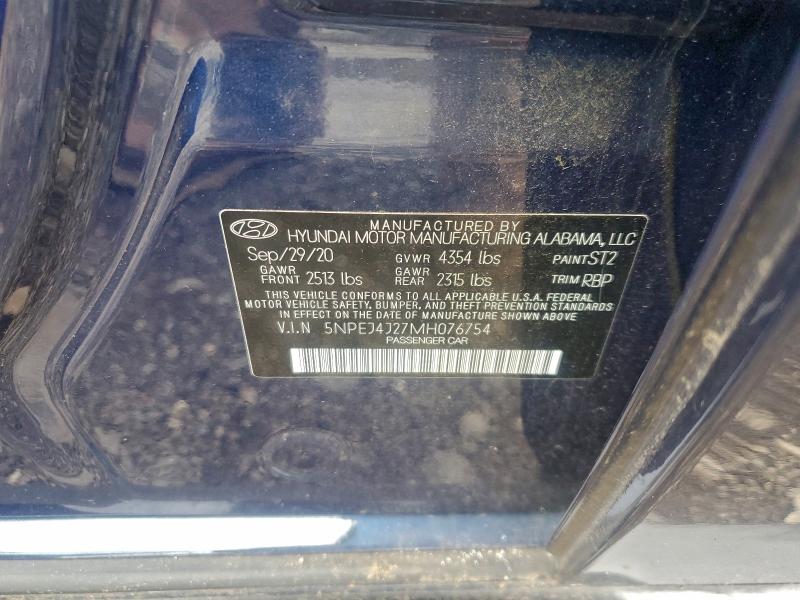 MANUFACTURED BY
HYUNDAI MOTOR MANUFACTURING ALABAMA, LLC
Sep/29/20 GVWR 4354 lbs PAINT ST2
GAWR FRONT 2513 lbs GAWR REAR 2315 lbs TRIM RBP
THIS VEHICLE CONFORMS TO ALL APPLICABLE U.S.A. FEDERAL
MOTOR VEHICLE SAFETY, BUMPER, AND THEFT PREVENTION STANDARDS
IN EFFECT ON THE DATE OF MANUFACTURE SHOWN ABOVE.
V.I.N 5NPEJ4J27MH076754
PASSENGER CAR